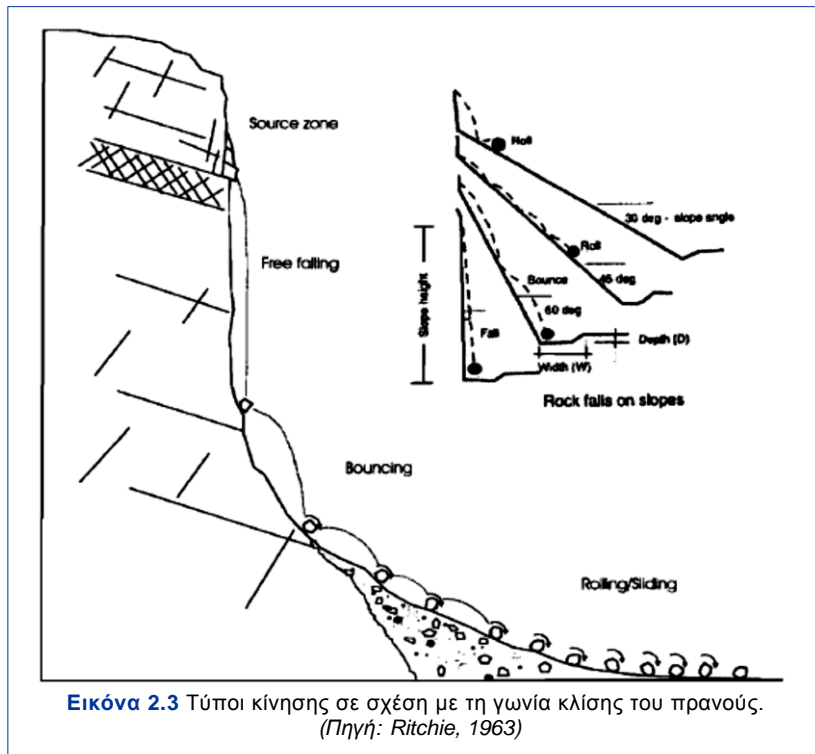 Source zone
Free falling
Bouncing
Rolling/Sliding
Roll
30 deg - slope angle
Roll
45 deg
Bounce
60 deg
Fall
Slope height
Depth (D)
Width (W)
Rock falls on slopes
Εικόνα 2.3 Τύποι κίνησης σε σχέση με τη γωνία κλίσης του πρανούς.
(Πηγή: Ritchie, 1963)